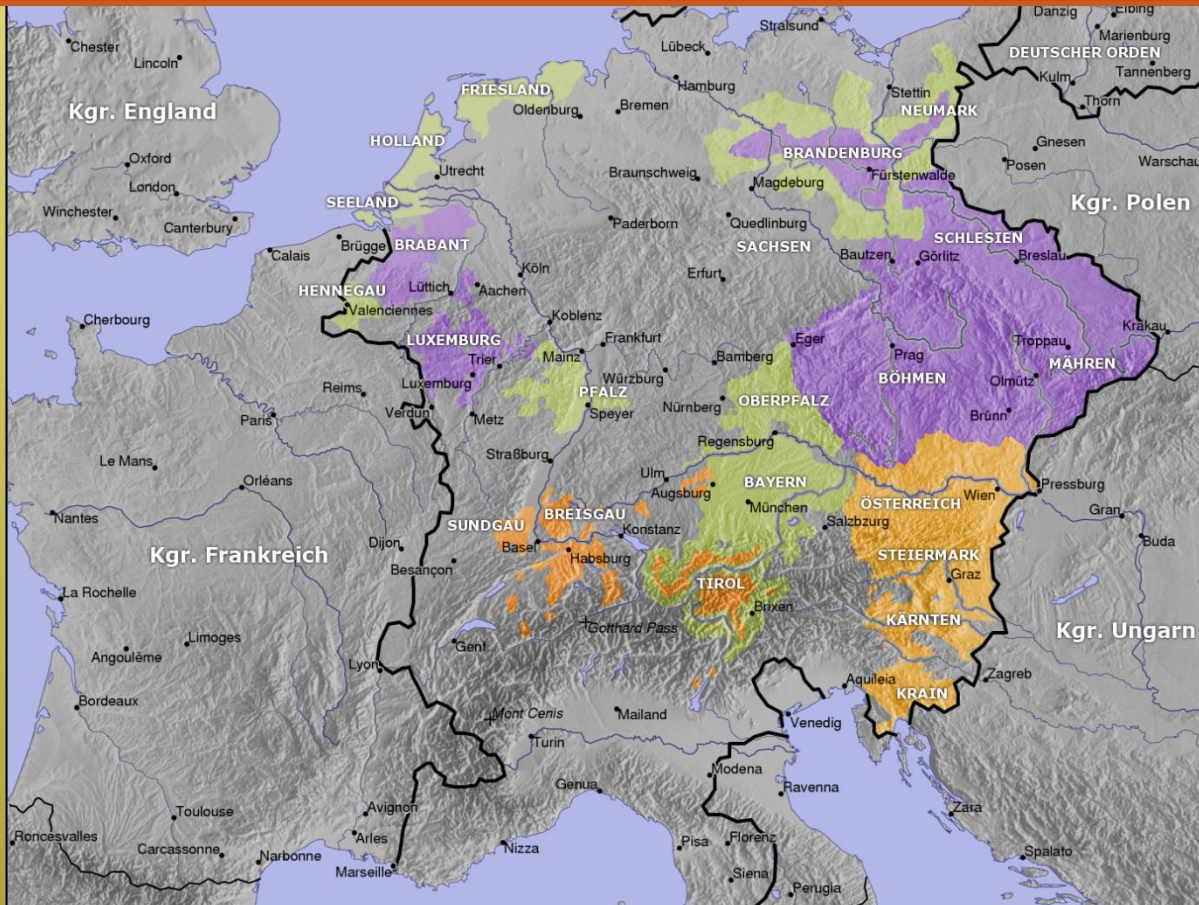 Danzig
Elbing
Stralsund
Chester
Marienburg
Lübeck
DEUTSCHER ORDEN
Lincoln
Tannenberg
Kulm
Hamburg
FRIESLAND
Stettin
Thorn
Kgr. England
Oldenburg
Bremen
NEUMARK
HOLLAND
Gnesen
BRANDENBURG
Oxford
Posen
Warschau
Utrecht
Braunschweig
Fürstenwalde
London
Magdeburg
SEELAND
Kgr. Polen
Winchester
Canterbury
Paderborn
Quedlinburg
Brügge
BRABANT
SACHSEN
SCHLESIEN
Calais
Bautzen
Görlitz
Breslau
Köln
Erfurt
HENNEGAU
Lüttich
Aachen
Valenciennes
Cherbourg
Koblenz
Krakau
LUXEMBURG
Frankfurt
Eger
Troppau
Trier
Mainz
Bamberg
Prag
MÄHREN
Würzburg
BÖHMEN
Olmütz
Luxemburg
Reims
PFALZ
OBERPFALZ
Verdun
Metz
Speyer
Nürnberg
Brünn
Paris
Regensburg
Straßburg
Le Mans
Ulm
Orléans
BAYERN
Augsburg
Wien
Pressburg
ÖSTERREICH
München
Gran
Nantes
SUNDGAU
BREISGAU
Konstanz
Salzbzurg
Kgr. Frankreich
Dijon
Basel
Buda
Habsburg
STEIERMARK
Besançon
TIROL
Graz
La Rochelle
Brixen
KÄRNTEN
Gotthard Pass
Kgr. Ungarn
Limoges
Genf
Angoulême
Lyon
Zagreb
Aquileia
KRAIN
Bordeaux
Mont Cenis
Mailand
Venedig
Turin
Modena
Genua
Ravenna
Toulouse
Avignon
Zara
Roncesvalles
Arles
Pisa
Florenz
Carcassonne
Narbonne
Nizza
Spalato
Marseille
Siena
Perugia